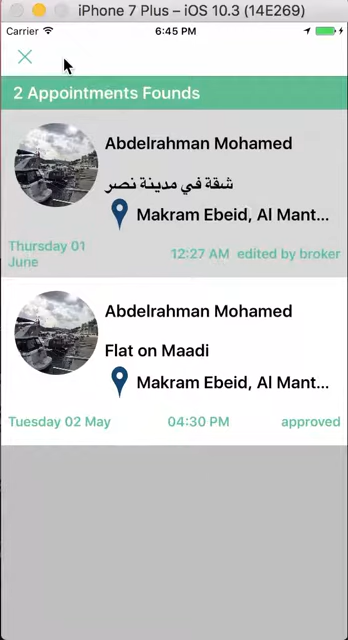 iPhone 7 Plus – iOS 10.3 (14E269)
Carrier 6:45 PM
2 Appointments Founds
Abdelrahman Mohamed
شقة في مدينة نصر
Makram Ebeid, Al Mant...
Thursday 01
June
12:27 AM edited by broker
Abdelrahman Mohamed
Flat on Maadi
Makram Ebeid, Al Mant...
Tuesday 02 May 04:30 PM approved